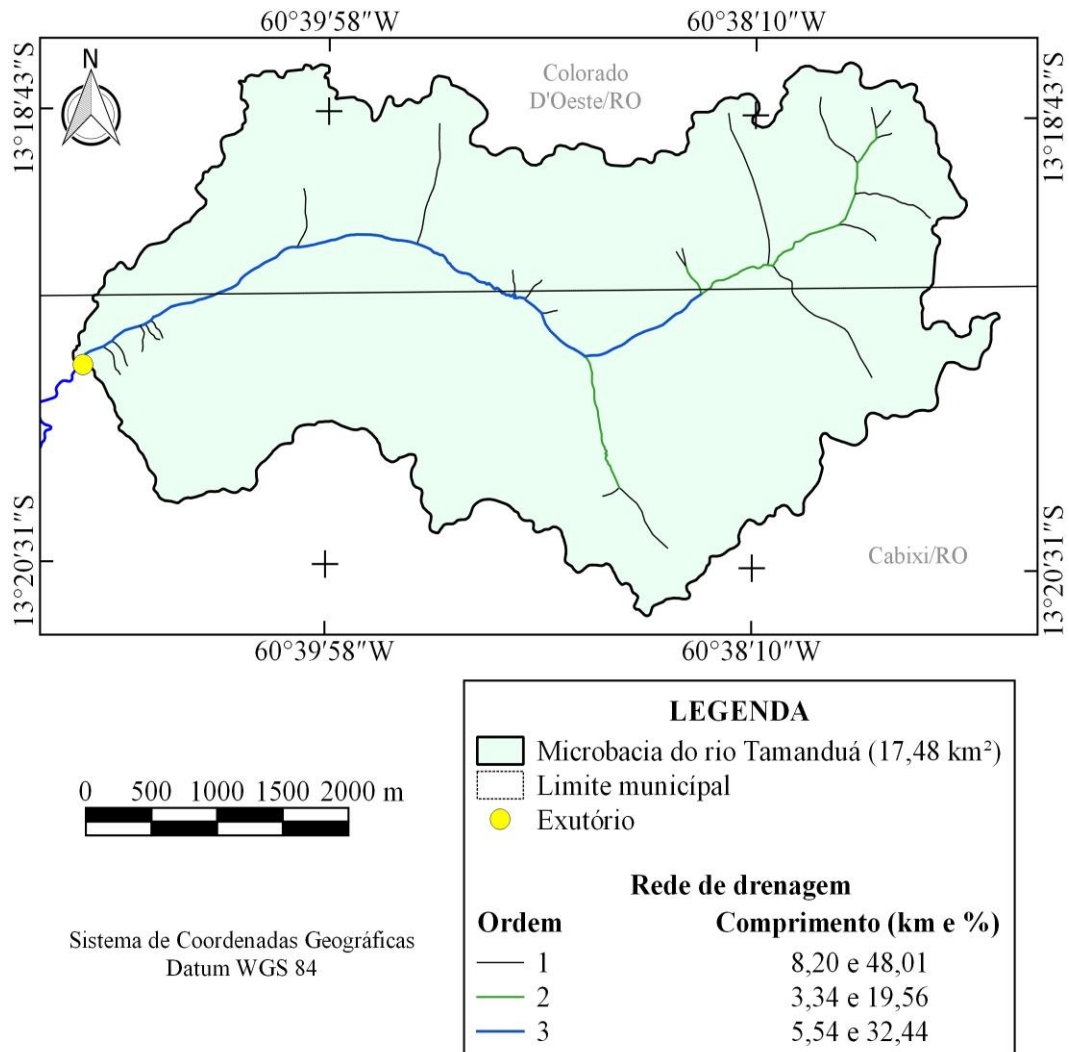 60°39'58"W
60°38'10"W
N
Colorado
D'Oeste/RO
13°18'43"S
13°18'43"S
13°20'31"S
13°20'31"S
Cabixi/RO
60°39'58"W
60°38'10"W
LEGENDA
Microbacia do rio Tamanduá (17,48 km²)
Limite municípal
Exutório
0 500 1000 1500 2000 m
Rede de drenagem
Ordem Comprimento (km e %)
1 8,20 e 48,01
2 3,34 e 19,56
3 5,54 e 32,44
Sistema de Coordenadas Geográficas
Datum WGS 84